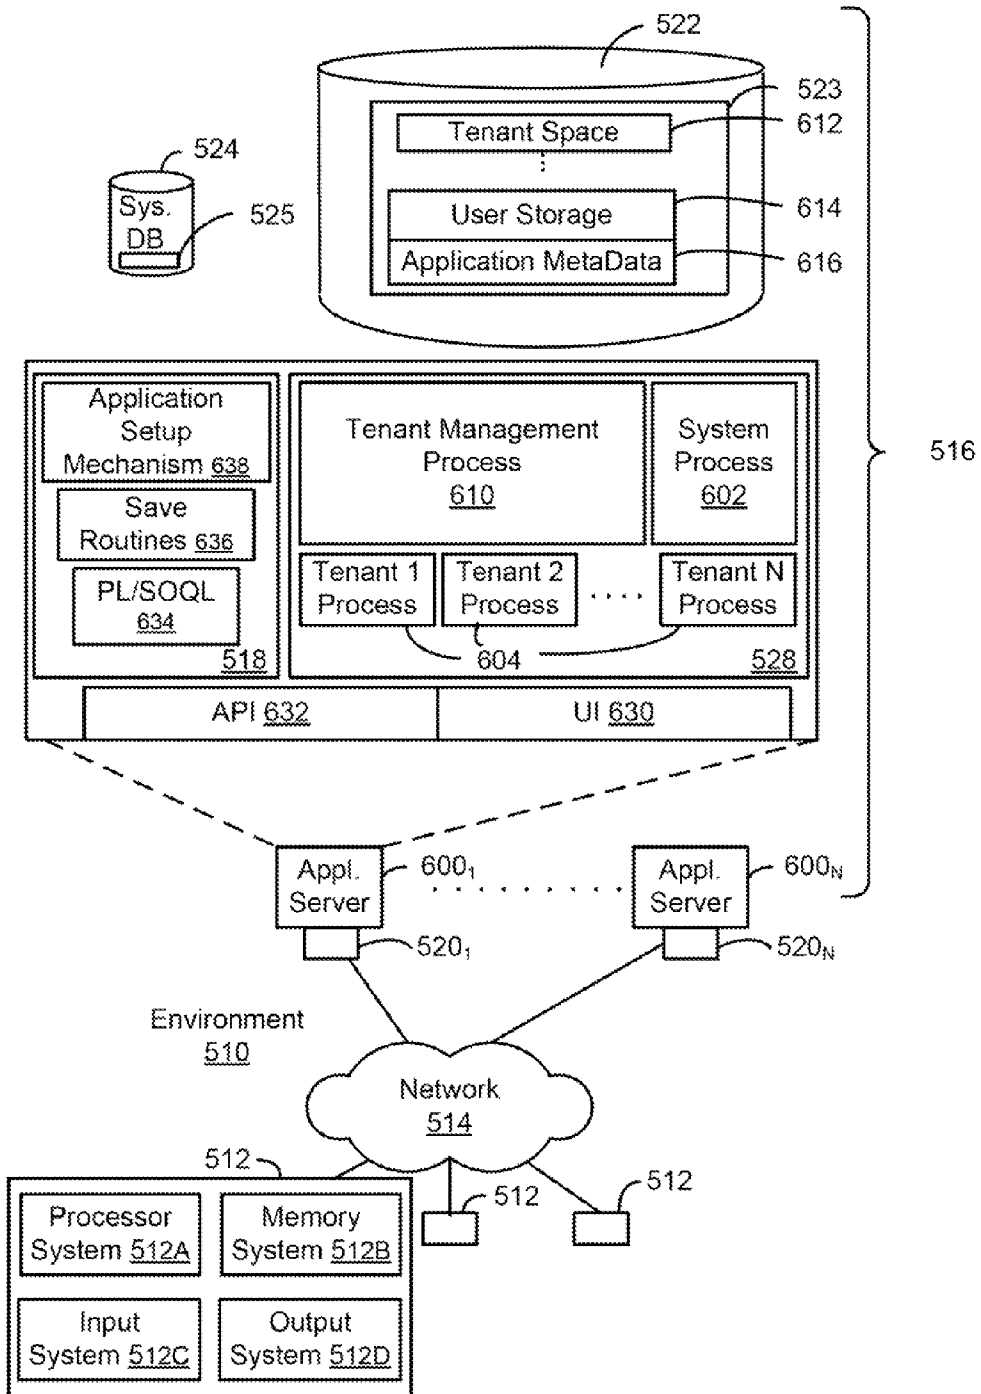 522
523
Tenant Space
612
524
Sys.
DB
525
User Storage
614
Application MetaData
616
Application
Setup
Mechanism 638
Tenant Management
Process
610
System
Process
602
516
Save
Routines 636
PL/SOQL
634
518
Tenant 1
Process
Tenant 2
Process
Tenant N
Process
604
528
API 632
UI 630
Appl.
Server
600₁
Appl.
Server
600N
520₁
520N
Environment
510
Network
514
512
512
512
Processor
System 512A
Memory
System 512B
Input
System 512C
Output
System 512D